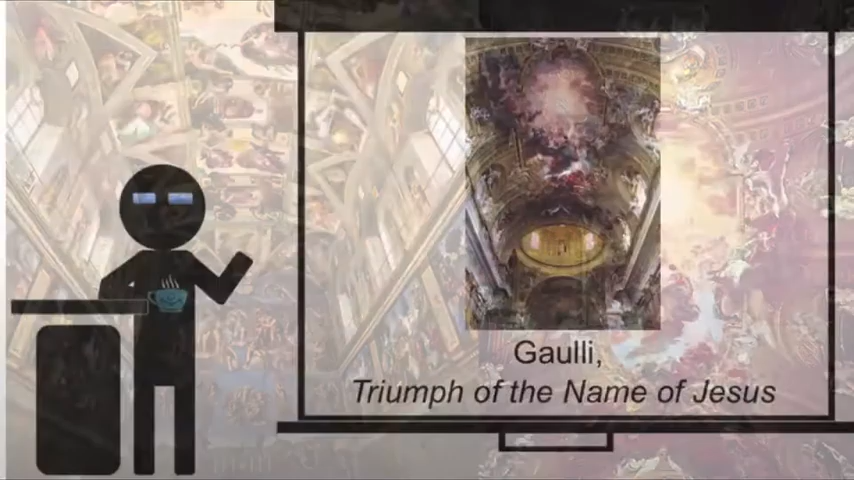 Gaulli,
Triumph of the Name of Jesus